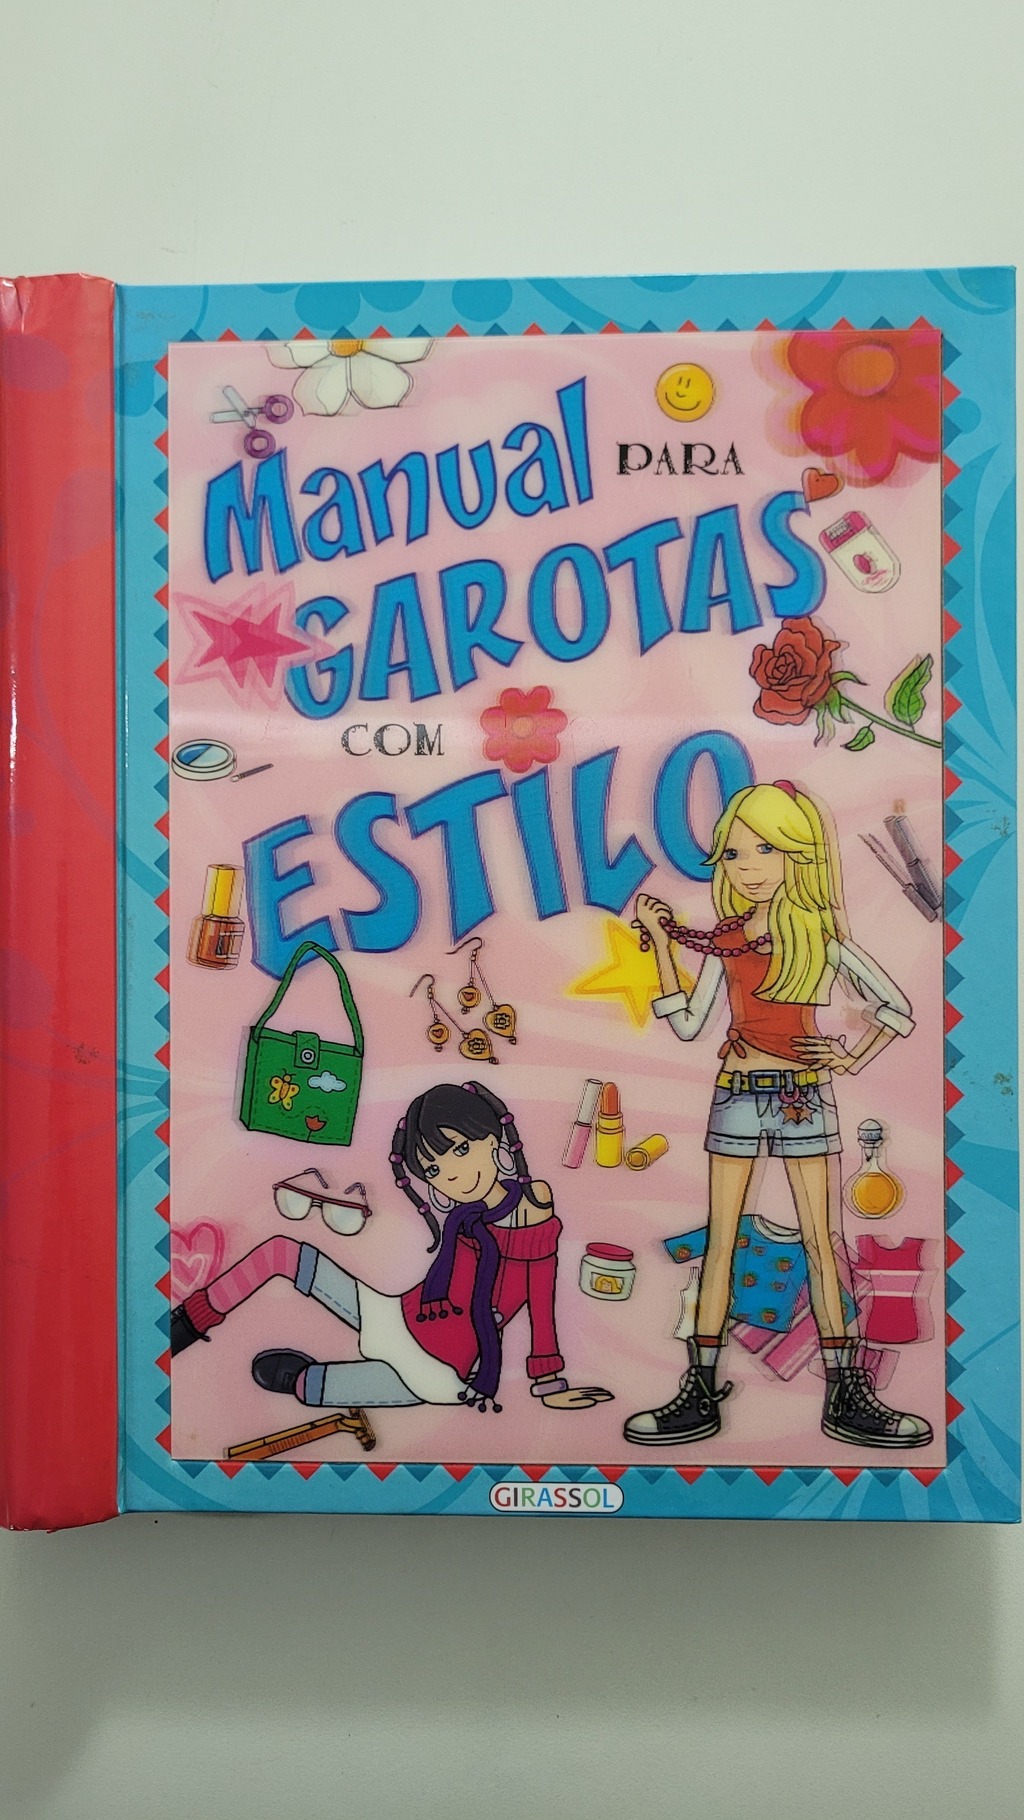 Manual PARA
GAROTAS
COM
ESTILO
GIRASSOL